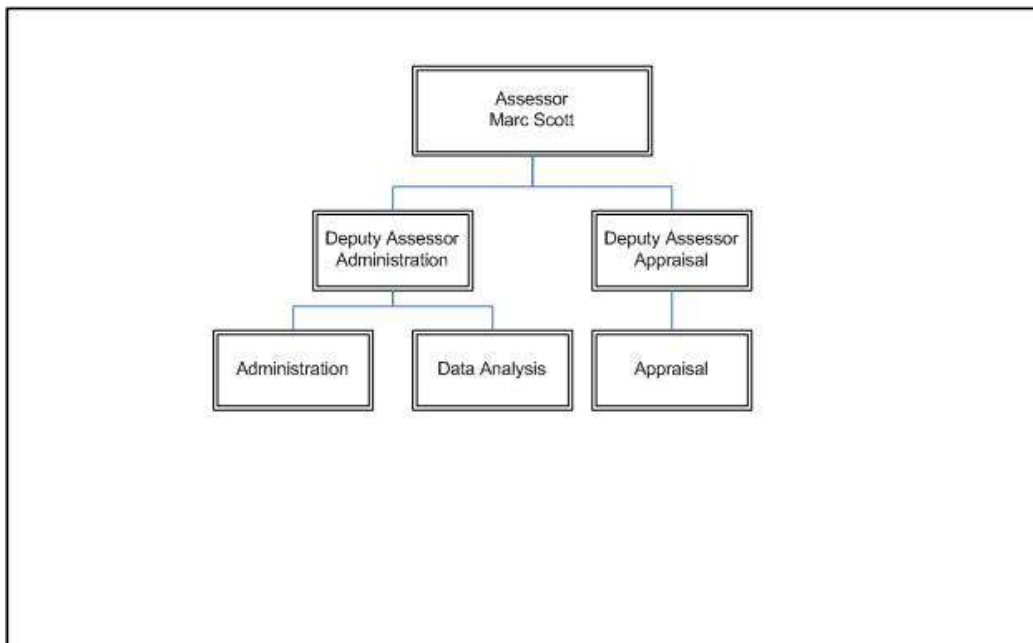 Assessor
Marc Scott
Deputy Assessor
Administration
Deputy Assessor
Appraisal
Administration
Data Analysis
Appraisal